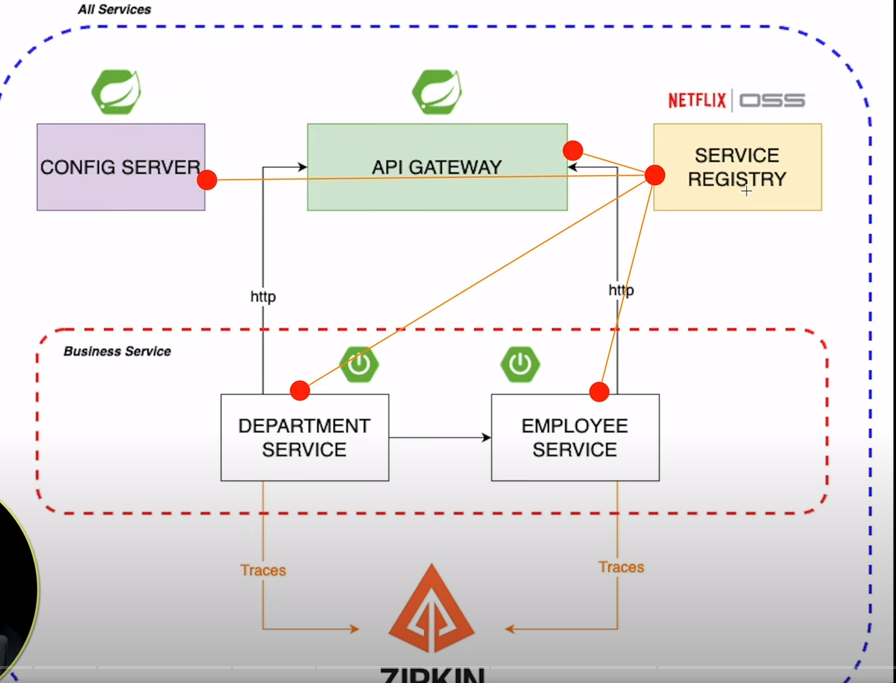 All Services
NETFLIX OSS
CONFIG SERVER
API GATEWAY
SERVICE
REGISTRY
http
http
Business Service
DEPARTMENT
SERVICE
EMPLOYEE
SERVICE
Traces
Traces
ZIPKIN